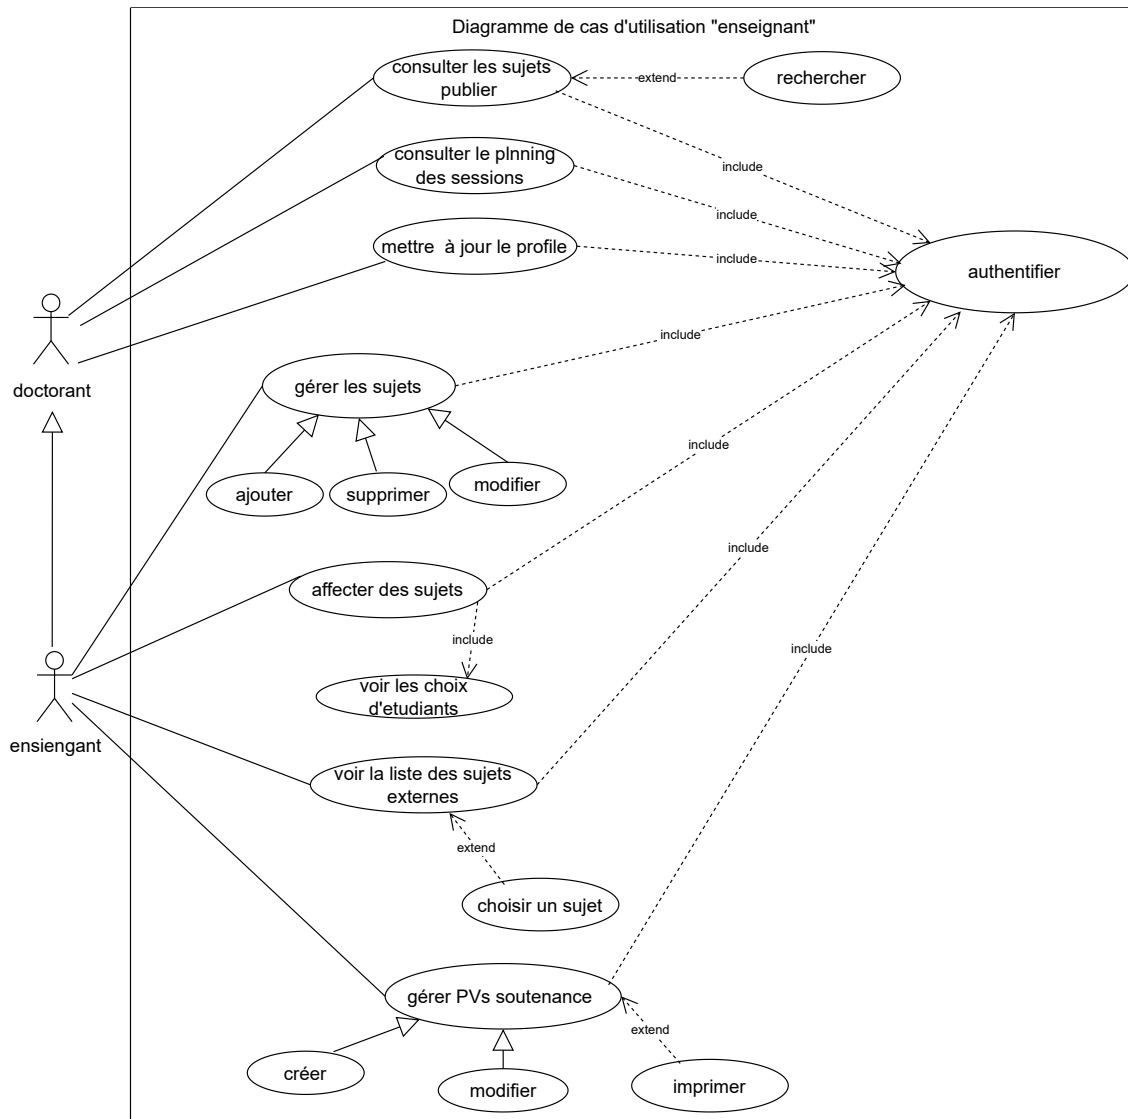 Diagramme de cas d'utilisation "enseignant"
consulter les sujets
publier
extend
rechercher
include
consulter le plnning
des sessions
include
mettre à jour le profile
include
authentifier
doctorant
include
gérer les sujets
ajouter
supprimer
modifier
include
include
affecter des sujets
include
include
voir les choix
d'etudiants
ensiengant
voir la liste des sujets
externes
extend
choisir un sujet
gérer PVs soutenance
extend
créer
modifier
imprimer